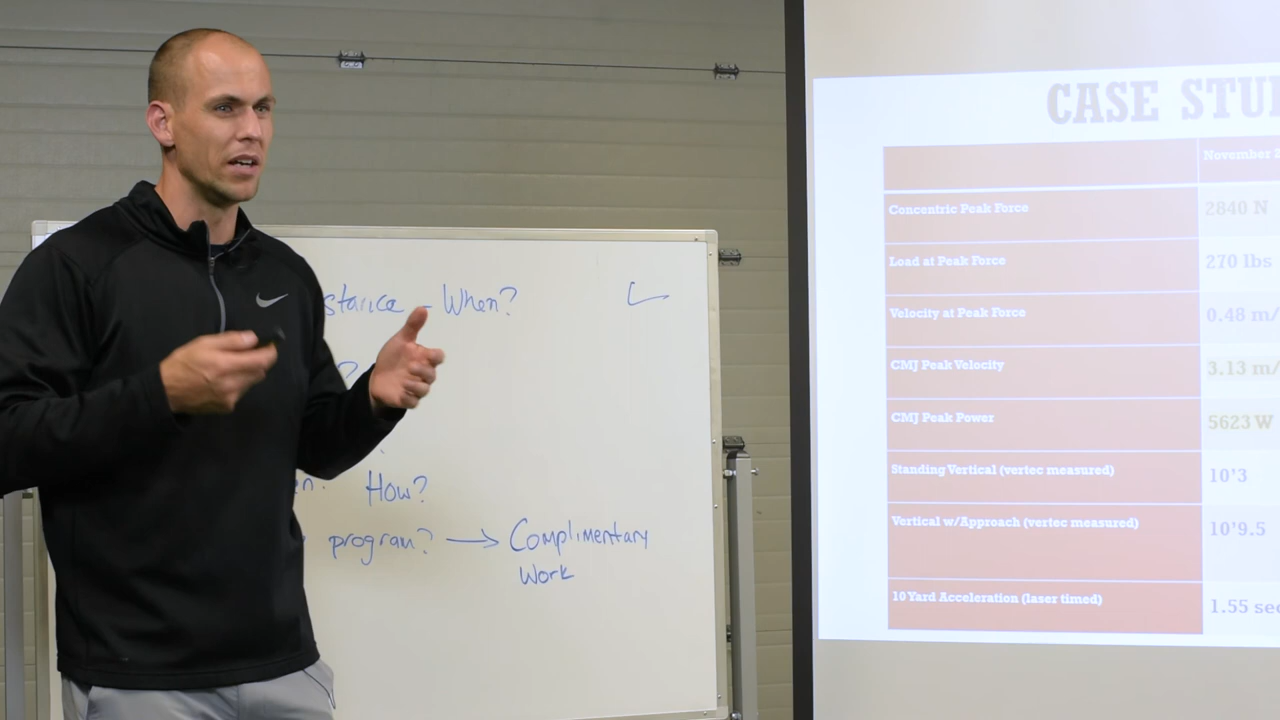 - When?
?
How?
program? → Complimentary
Work
CASE
November
Concentric Peak Force 2840 N
Load at Peak Force 270 lbs
Velocity at Peak Force 0.48 m/
CMJ Peak Velocity 3.13 m/
CMJ Peak Power 5623 W
Standing Vertical (vertec measured) 10'3
Vertical w/Approach (vertec measured) 10'9.5
10 Yard Acceleration (laser timed) 1.55 sec